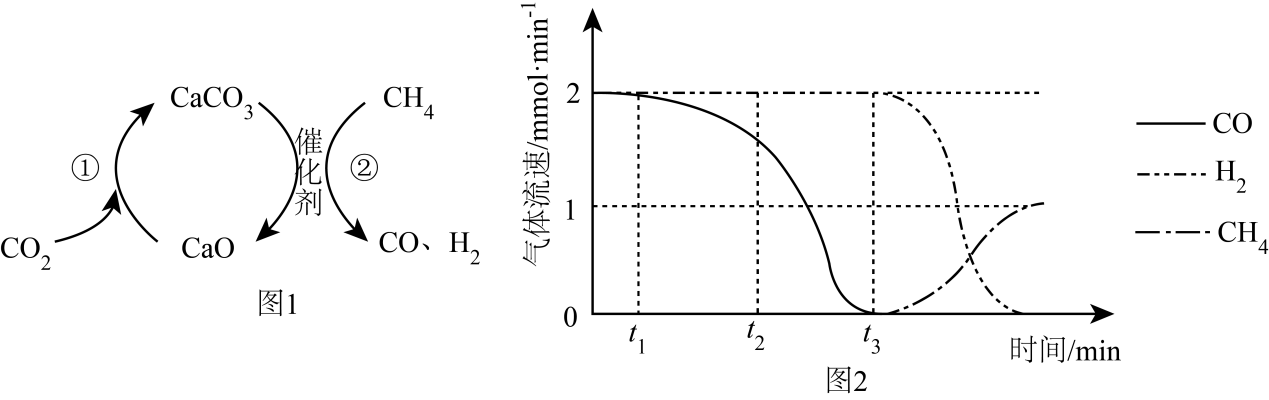 CaCO₃
CH₄
①
催化剂
②
CO₂
CaO
CO、H₂
图1
气体流速/mmol·min⁻¹
2
1
0
t₁
t₂
t₃
时间/min
图2
CO
H₂
CH₄